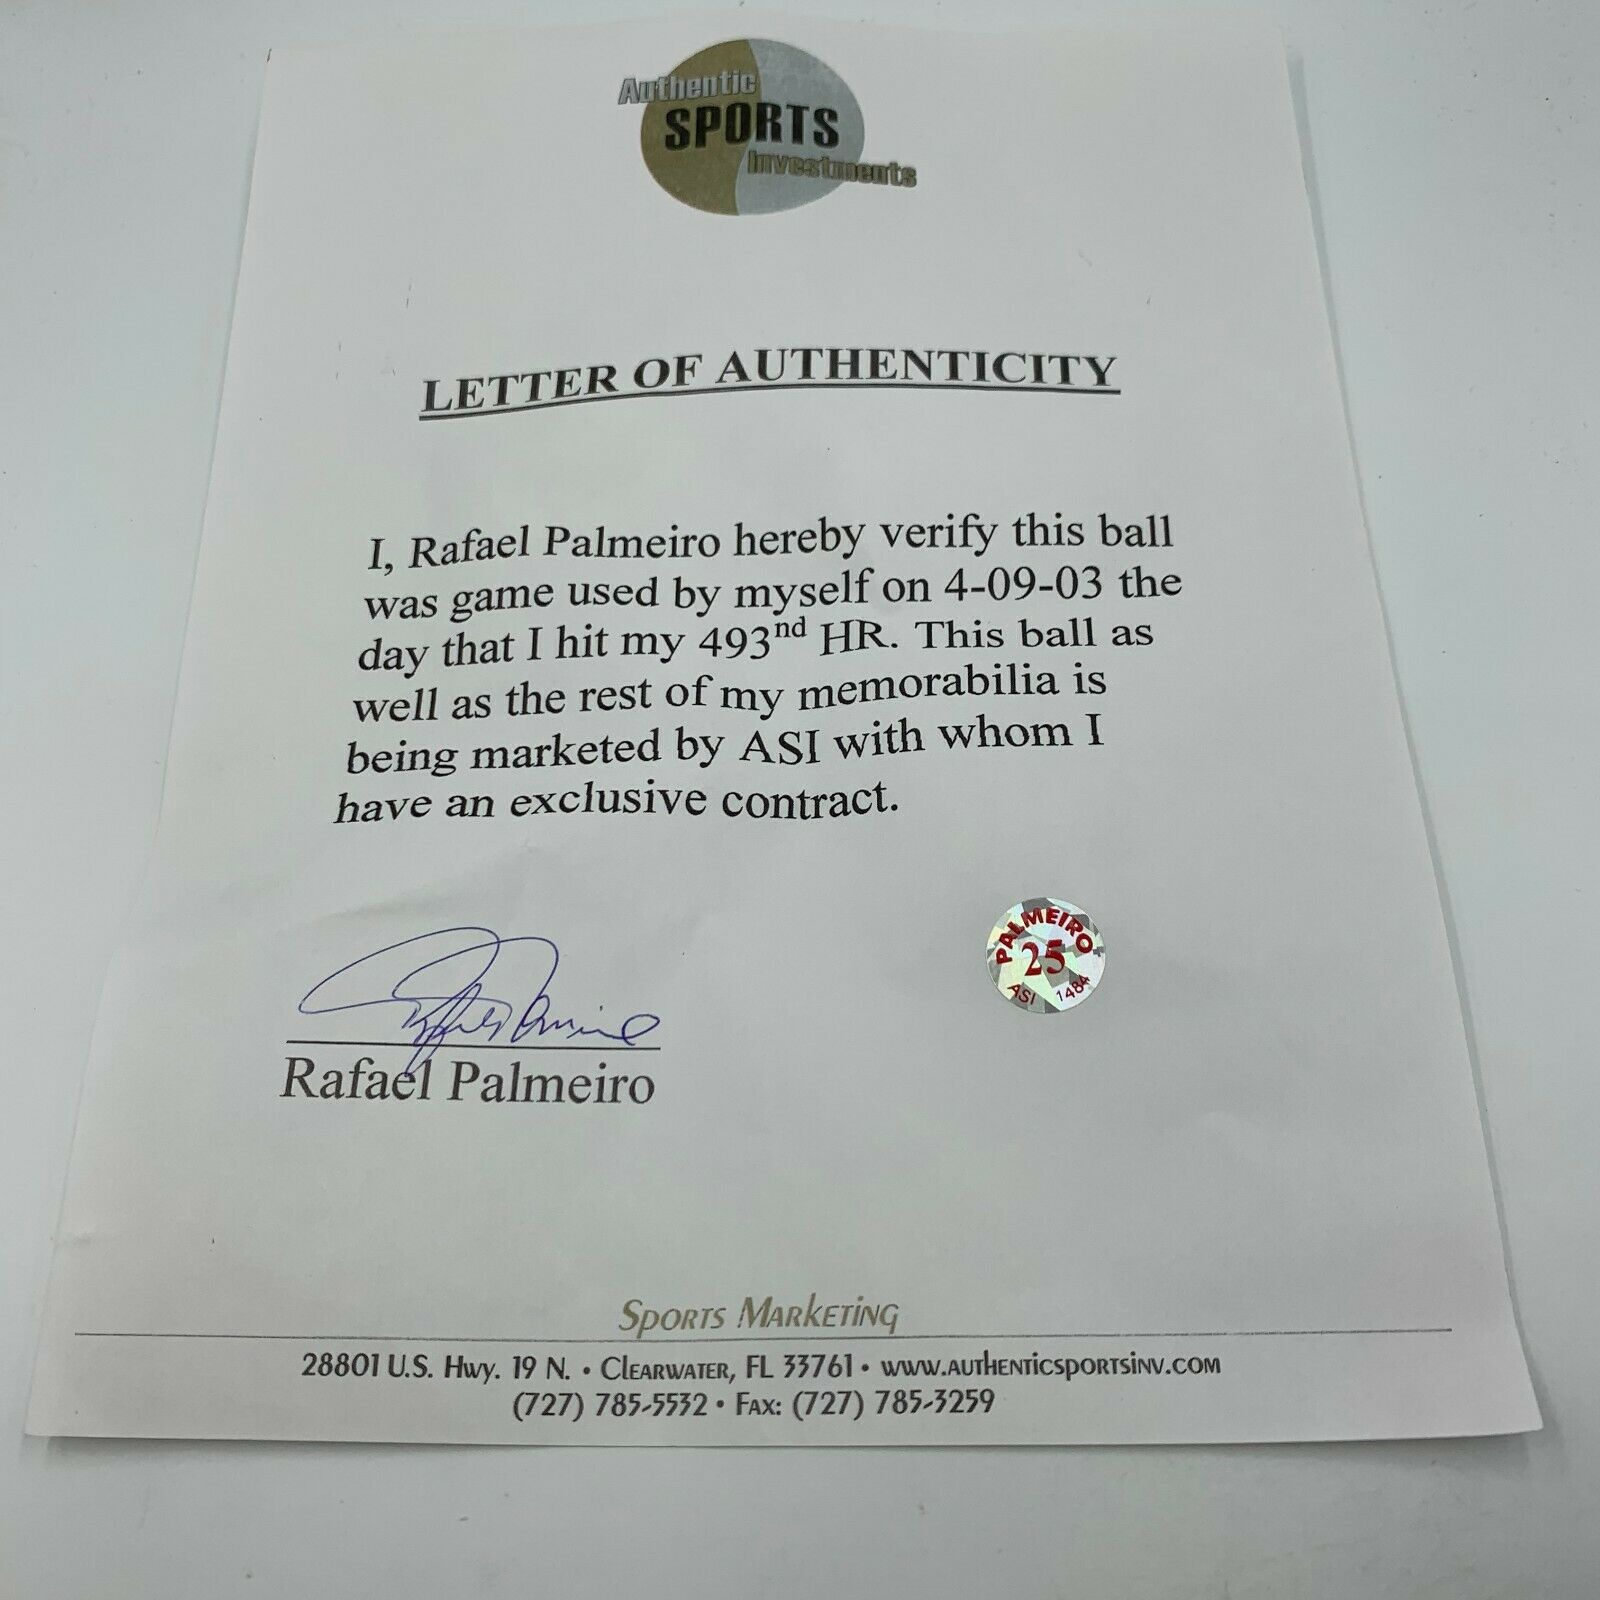 Authentic
SPORTS
Investments
LETTER OF AUTHENTICITY
I, Rafael Palmeiro hereby verify this ball
was game used by myself on 4-09-03 the
day that I hit my 493nd HR. This ball as
well as the rest of my memorabilia is
being marketed by ASI with whom I
have an exclusive contract.
PALMEIRO
25
ASI 1484
Rafael Palmeiro
Sports Marketing
28801 U.S. Hwy. 19 N. • Clearwater, FL 33761 • www.authenticsportsinv.com
(727) 785-5532 • Fax: (727) 785-3259